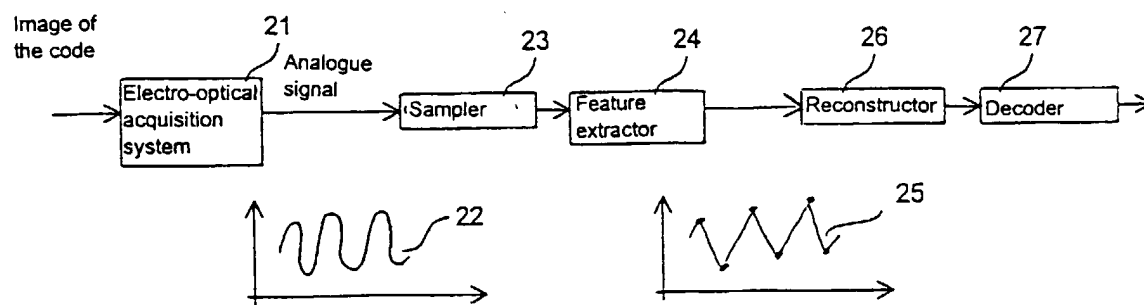 Image of
the code
21
Electro-optical
acquisition
system
Analogue
signal
23
Sampler
24
Feature
extractor
26
Reconstructor
27
Decoder
22
25